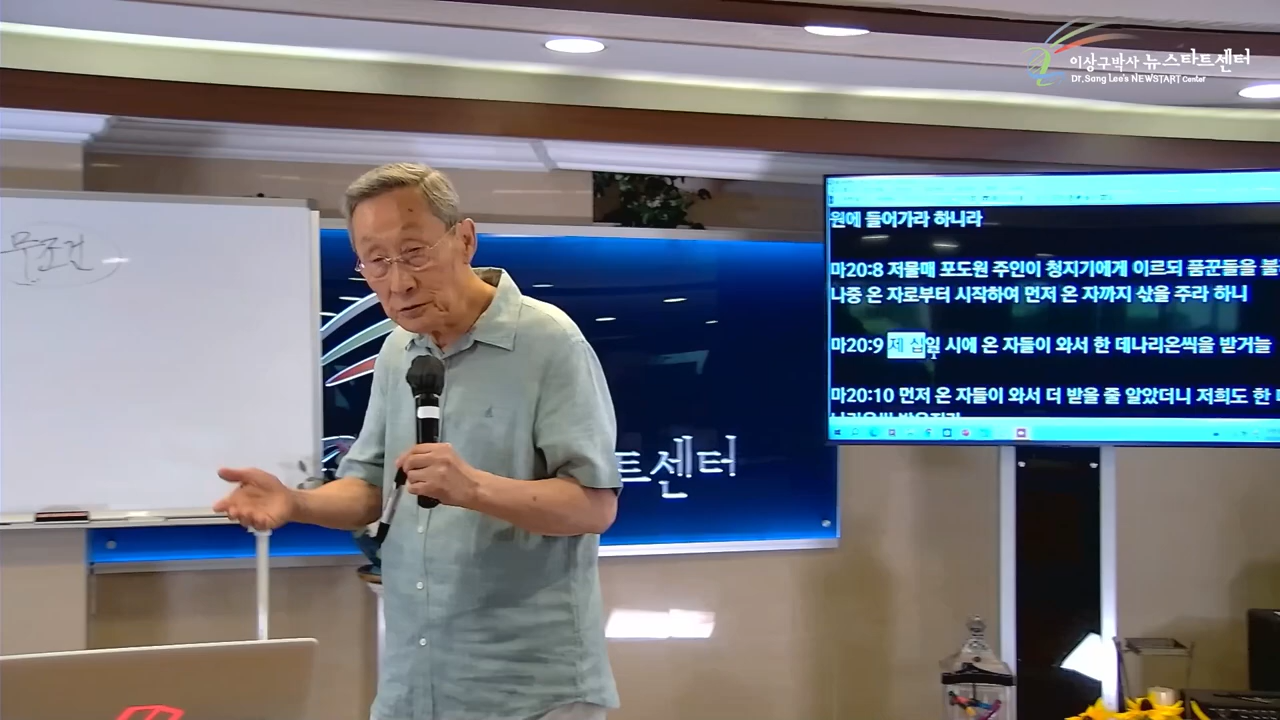 이상구박사 뉴스타트센터
Dr. Sang Lee's NEWSTART Center
무조건
원에 들어가라 하니라
마20:8 저물매 포도원 주인이 청지기에게 이르되 품꾼들을 불
나중 온 자로부터 시작하여 먼저 온 자까지 삯을 주라 하니
마20:9 제 십일 시에 온 자들이 와서 한 데나리온씩을 받거늘
마20:10 먼저 온 자들이 와서 더 받을 줄 알았더니 저희도 한
트센터